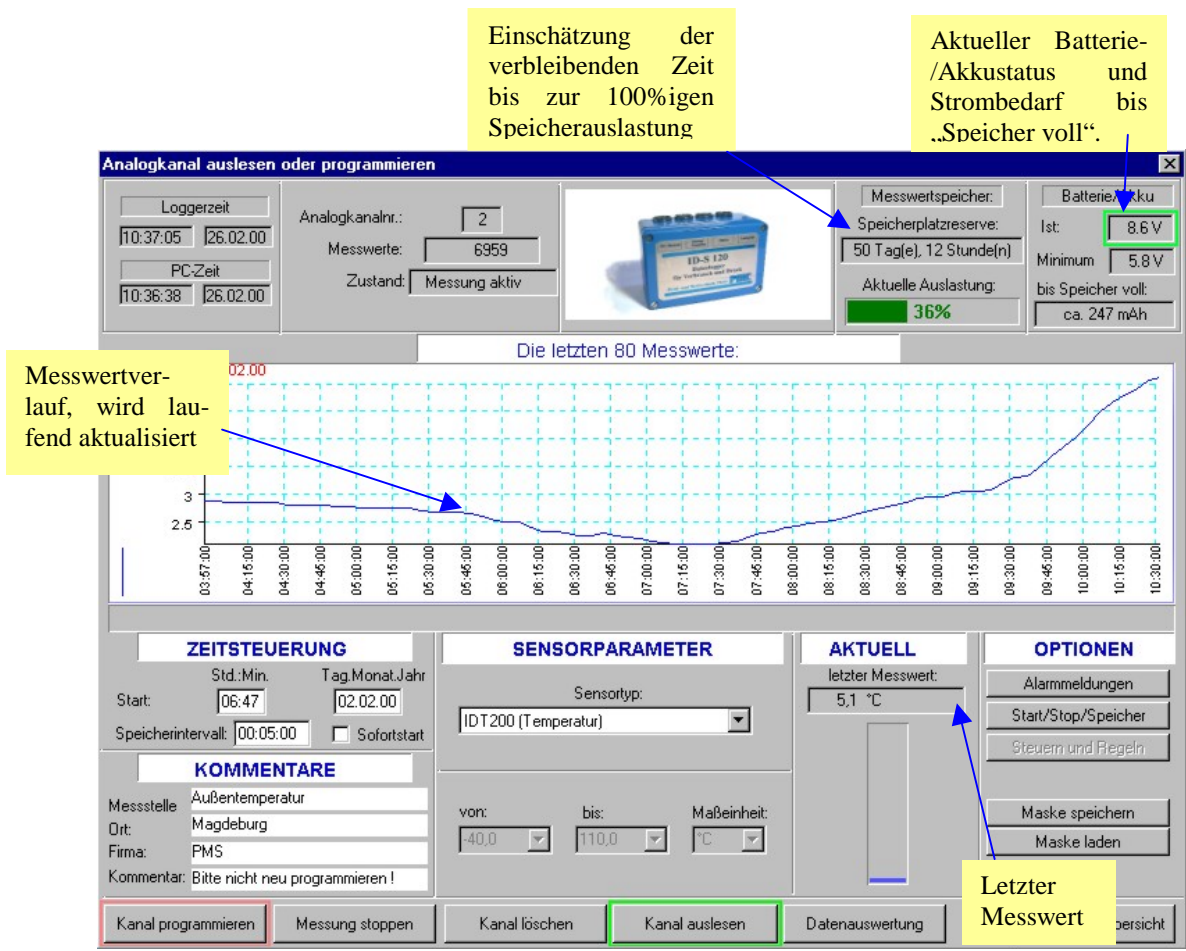 Einschätzung der
verbleibenden Zeit
bis zur 100%igen
Speicherauslastung
Aktueller Batterie-
/Akkustatus und
Strombedarf bis
„Speicher voll“.
Analogkanal auslesen oder programmieren
Loggerzeit
10:37:05 26.02.00
PC-Zeit
10:36:38 26.02.00
Analogkanalnr.: 2
Messwerte: 6959
Zustand: Messung aktiv
ID-S 120
Messwertspeicher:
Speicherplatzreserve:
50 Tag(e), 12 Stunde(n)
Aktuelle Auslastung:
36%
Batterie/Akku
Ist: 8.6 V
Minimum 5.8 V
bis Speicher voll:
ca. 247 mAh
Die letzten 80 Messwerte:
Messwertver-
lauf, wird lau-
fend aktualisiert
02.00
3
2.5
03:57:00 04:15:00 04:30:00 04:45:00 05:00:00 05:15:00 05:30:00 05:45:00 06:00:00 06:15:00 06:30:00 06:45:00 07:00:00 07:15:00 07:30:00 07:45:00 08:00:00 08:15:00 08:30:00 08:45:00 09:00:00 09:15:00 09:30:00 09:45:00 10:00:00 10:15:00 10:30:00
ZEITSTEUERUNG
Std.:Min. Tag.Monat.Jahr
Start: 06:47 02.02.00
Speicherintervall: 00:05:00 Sofortstart
KOMMENTARE
Messstelle Außentemperatur
Ort: Magdeburg
Firma: PMS
Kommentar: Bitte nicht neu programmieren !
SENSORPARAMETER
Sensortyp:
IDT200 (Temperatur)
von: bis: Maßeinheit:
-40,0 110,0 °C
AKTUELL
letzter Messwert:
5,1 °C
OPTIONEN
Alarmmeldungen
Start/Stop/Speicher
Steuern und Regeln
Maske speichern
Maske laden
Letzter
Messwert
Kanal programmieren Messung stoppen Kanal löschen Kanal auslesen Datenauswertung bersicht